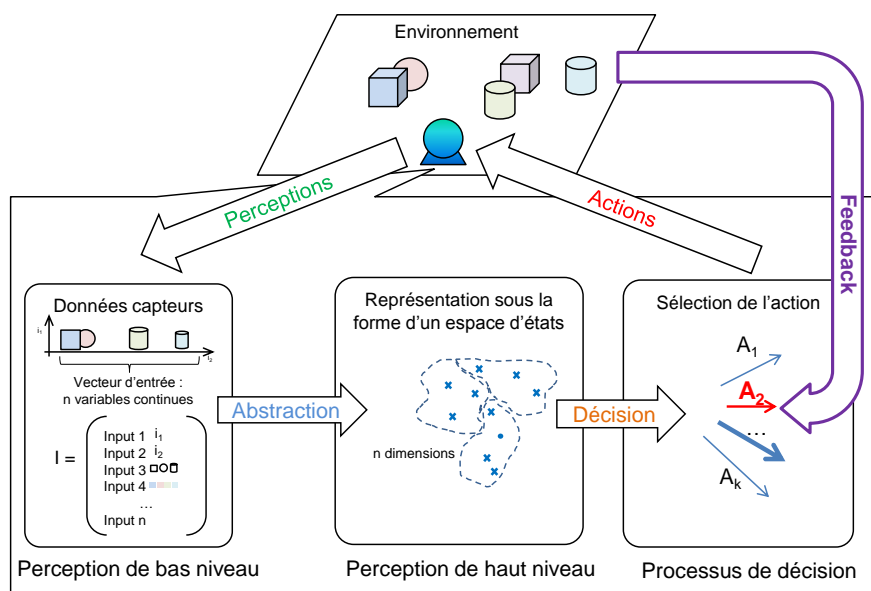 Environnement
Perceptions
Actions
Feedback
Données capteurs
i₁
i₂
Vecteur d'entrée :
n variables continues
I =
Input 1 i₁
Input 2 i₂
Input 3
Input 4
...
Input n
Perception de bas niveau
Abstraction
Représentation sous la
forme d'un espace d'états
n dimensions
Perception de haut niveau
Décision
Sélection de l'action
A₁
A₂
...
Aₖ
Processus de décision